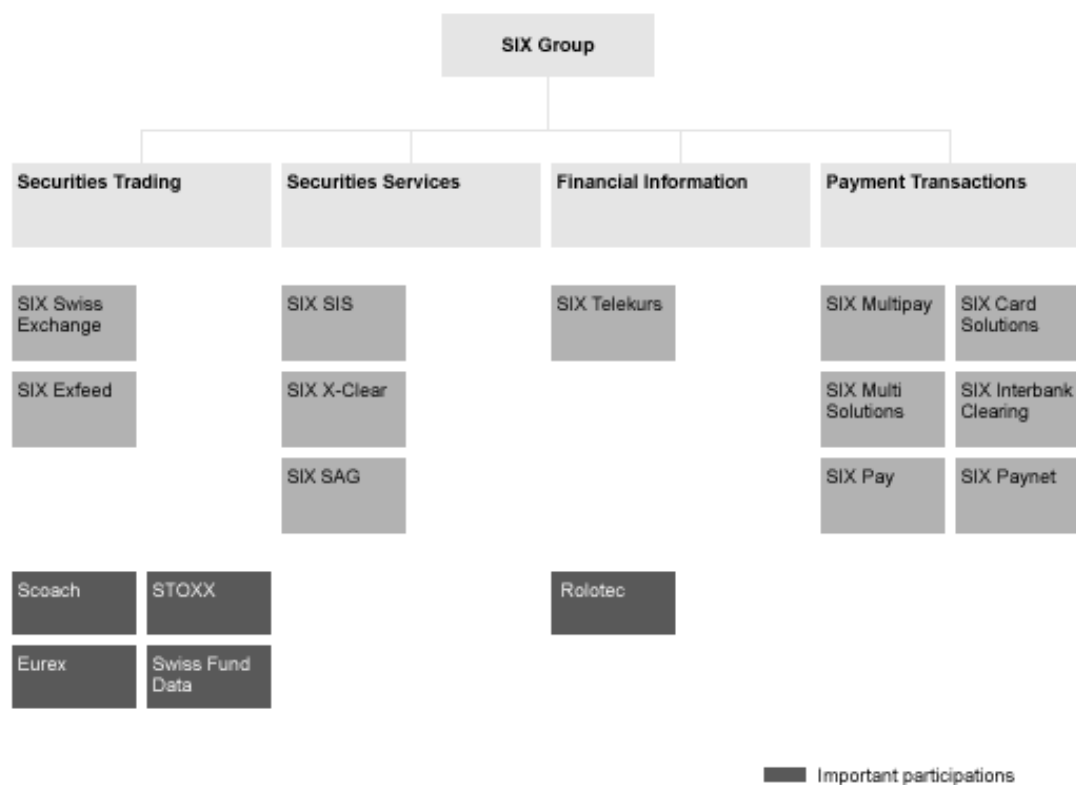 SIX Group
Securities Trading
Securities Services
Financial Information
Payment Transactions
SIX Swiss
Exchange
SIX SIS
SIX Telekurs
SIX Multipay
SIX Card
Solutions
SIX Exfeed
SIX X-Clear
SIX Multi
Solutions
SIX Interbank
Clearing
SIX SAG
SIX Pay
SIX Paynet
Scoach
STOXX
Rolotec
Eurex
Swiss Fund
Data
Important participations